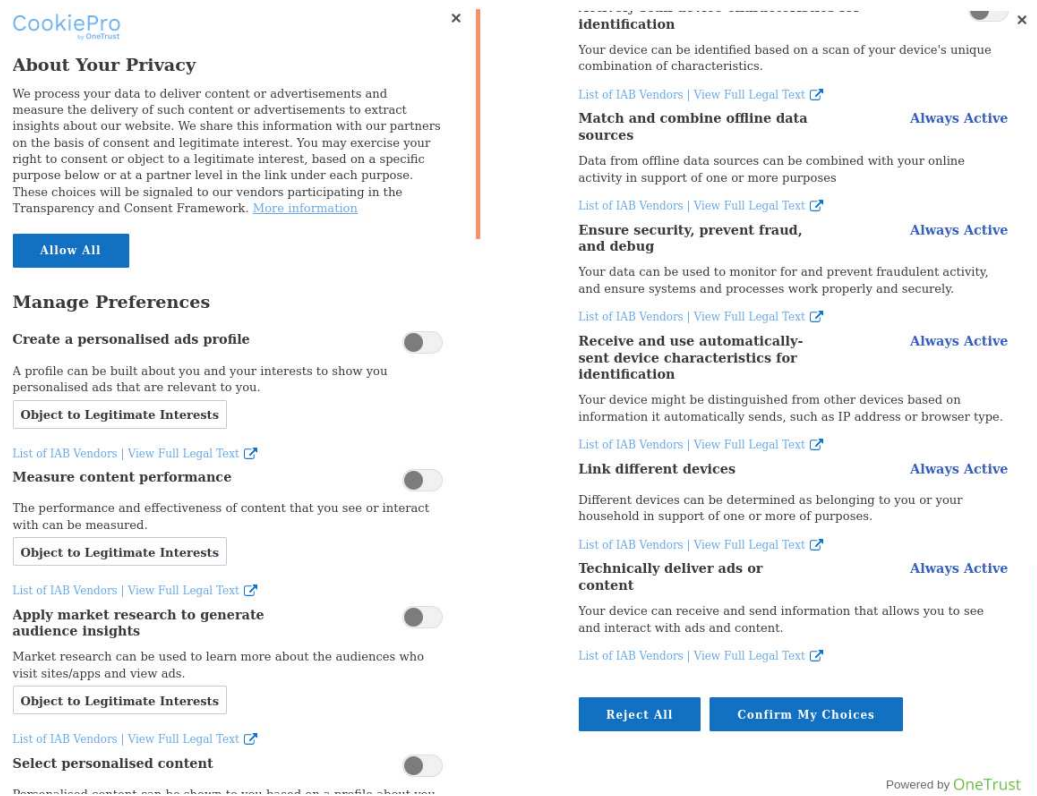 CookiePro
by OneTrust
×
About Your Privacy
We process your data to deliver content or advertisements and
measure the delivery of such content or advertisements to extract
insights about our website. We share this information with our partners
on the basis of consent and legitimate interest. You may exercise your
right to consent or object to a legitimate interest, based on a specific
purpose below or at a partner level in the link under each purpose.
These choices will be signaled to our vendors participating in the
Transparency and Consent Framework. More information
Allow All
Manage Preferences
Create a personalised ads profile
A profile can be built about you and your interests to show you
personalised ads that are relevant to you.
Object to Legitimate Interests
List of IAB Vendors | View Full Legal Text
Measure content performance
The performance and effectiveness of content that you see or interact
with can be measured.
Object to Legitimate Interests
List of IAB Vendors | View Full Legal Text
Apply market research to generate
audience insights
Market research can be used to learn more about the audiences who
visit sites/apps and view ads.
Object to Legitimate Interests
List of IAB Vendors | View Full Legal Text
Select personalised content
Personalised content can be shown to you based on a profile about you
×
identification
Your device can be identified based on a scan of your device's unique
combination of characteristics.
List of IAB Vendors | View Full Legal Text
Match and combine offline data
sources
Always Active
Data from offline data sources can be combined with your online
activity in support of one or more purposes
List of IAB Vendors | View Full Legal Text
Ensure security, prevent fraud,
and debug
Always Active
Your data can be used to monitor for and prevent fraudulent activity,
and ensure systems and processes work properly and securely.
List of IAB Vendors | View Full Legal Text
Receive and use automatically-
sent device characteristics for
identification
Always Active
Your device might be distinguished from other devices based on
information it automatically sends, such as IP address or browser type.
List of IAB Vendors | View Full Legal Text
Link different devices
Always Active
Different devices can be determined as belonging to you or your
household in support of one or more of purposes.
List of IAB Vendors | View Full Legal Text
Technically deliver ads or
content
Always Active
Your device can receive and send information that allows you to see
and interact with ads and content.
List of IAB Vendors | View Full Legal Text
Reject All
Confirm My Choices
Powered by OneTrust